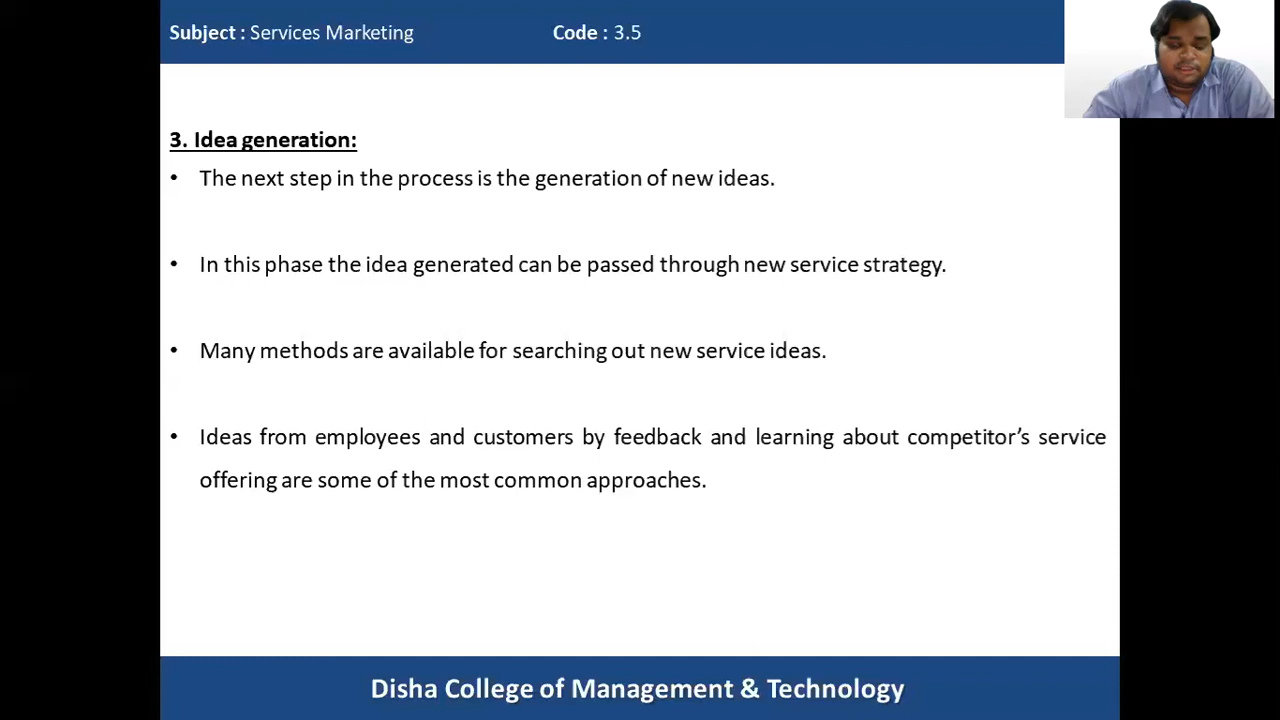 Subject : Services Marketing Code : 3.5
3. Idea generation:
• The next step in the process is the generation of new ideas.
• In this phase the idea generated can be passed through new service strategy.
• Many methods are available for searching out new service ideas.
• Ideas from employees and customers by feedback and learning about competitor’s service
offering are some of the most common approaches.
Disha College of Management & Technology